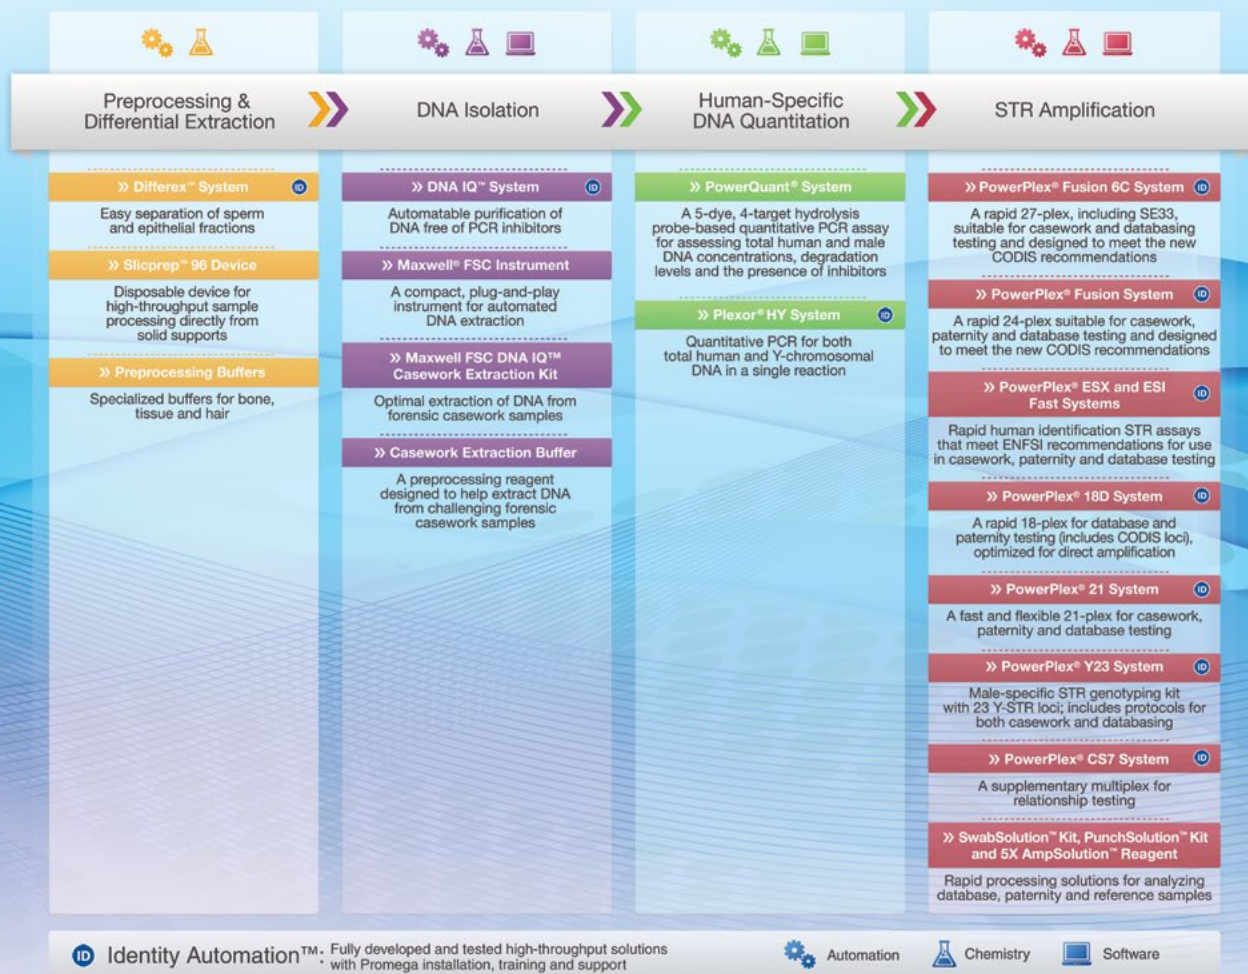 Preprocessing &
Differential Extraction
DNA Isolation
Human-Specific
DNA Quantitation
STR Amplification
» Differex™ System ID
Easy separation of sperm
and epithelial fractions
» Slicprep™ 96 Device
Disposable device for
high-throughput sample
processing directly from
solid supports
» Preprocessing Buffers
Specialized buffers for bone,
tissue and hair
» DNA IQ™ System ID
Automatable purification of
DNA free of PCR inhibitors
» Maxwell® FSC Instrument
A compact, plug-and-play
instrument for automated
DNA extraction
» Maxwell FSC DNA IQ™
Casework Extraction Kit
Optimal extraction of DNA from
forensic casework samples
» Casework Extraction Buffer
A preprocessing reagent
designed to help extract DNA
from challenging forensic
casework samples
» PowerQuant® System
A 5-dye, 4-target hydrolysis
probe-based quantitative PCR assay
for assessing total human and male
DNA concentrations, degradation
levels and the presence of inhibitors
» Plexor® HY System ID
Quantitative PCR for both
total human and Y-chromosomal
DNA in a single reaction
» PowerPlex® Fusion 6C System ID
A rapid 27-plex, including SE33,
suitable for casework and databasing
testing and designed to meet the new
CODIS recommendations
» PowerPlex® Fusion System ID
A rapid 24-plex suitable for casework,
paternity and database testing and designed
to meet the new CODIS recommendations
» PowerPlex® ESX and ESI
Fast Systems ID
Rapid human identification STR assays
that meet ENFSI recommendations for use
in casework, paternity and database testing
» PowerPlex® 18D System ID
A rapid 18-plex for database and
paternity testing (includes CODIS loci),
optimized for direct amplification
» PowerPlex® 21 System ID
A fast and flexible 21-plex for casework,
paternity and database testing
» PowerPlex® Y23 System ID
Male-specific STR genotyping kit
with 23 Y-STR loci; includes protocols for
both casework and databasing
» PowerPlex® CS7 System ID
A supplementary multiplex for
relationship testing
» SwabSolution™ Kit, PunchSolution™ Kit
and 5X AmpSolution™ Reagent
Rapid processing solutions for analyzing
database, paternity and reference samples
ID Identity Automation™: Fully developed and tested high-throughput solutions
with Promega installation, training and support
Automation
Chemistry
Software